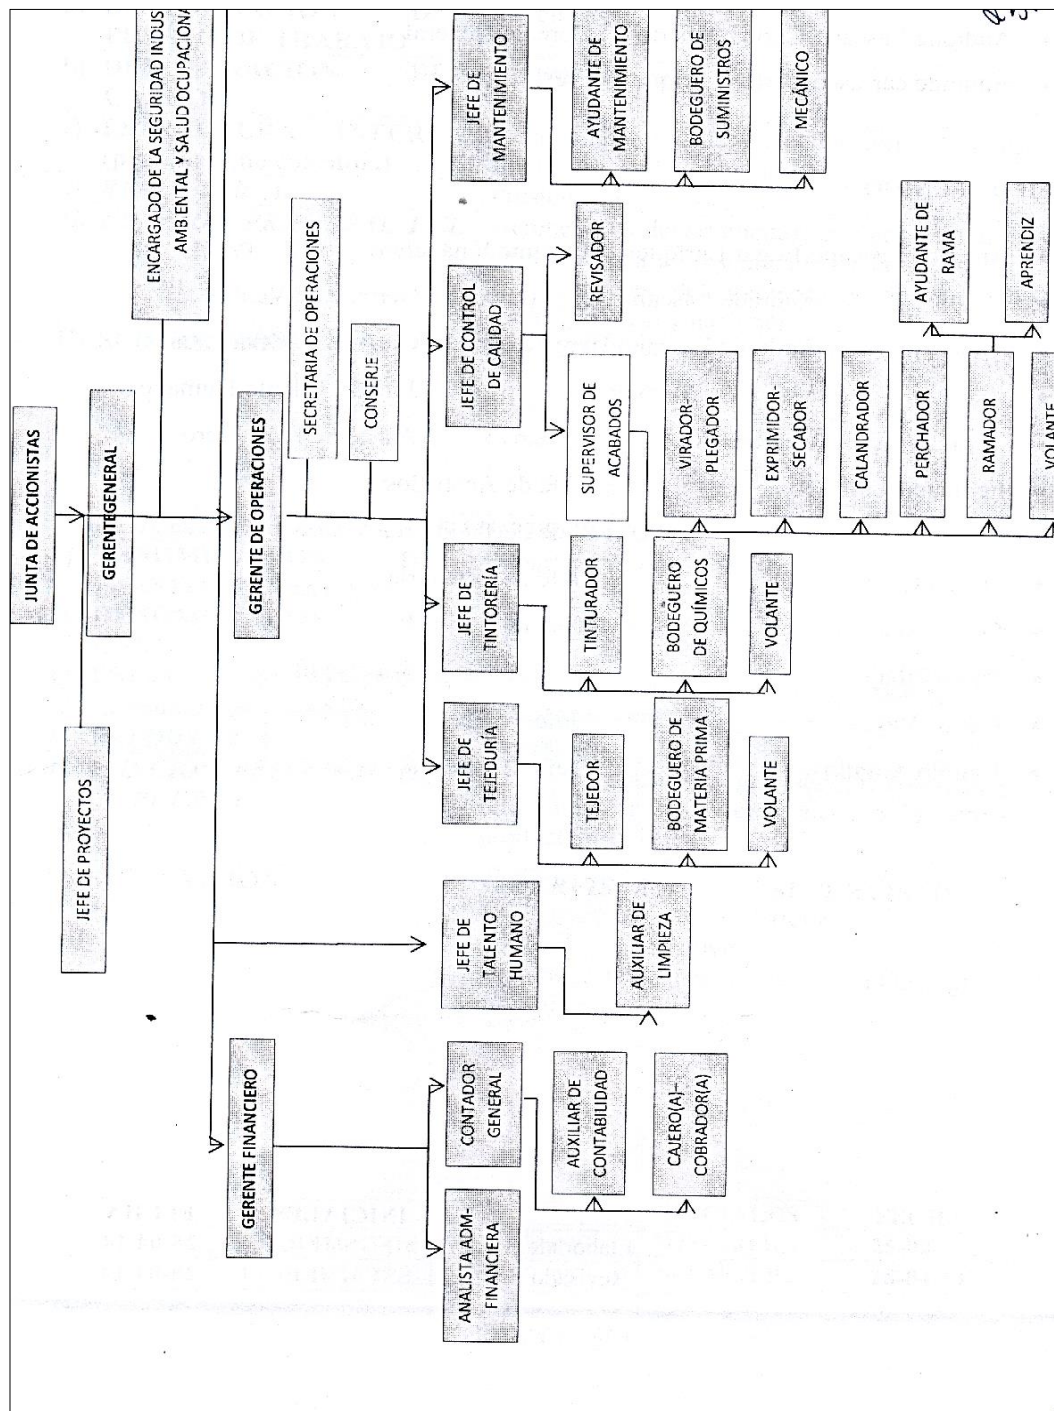 JUNTA DE ACCIONISTAS
JEFE DE PROYECTOS
GERENTEGENERAL
ENCARGADO DE LA SEGURIDAD INDUS
AMBIENTAL Y SALUD OCUPACIONA
GERENTE FINANCIERO
GERENTE DE OPERACIONES
SECRETARIA DE OPERACIONES
CONSERJE
ANALISTA ADM-
FINANCIERA
CONTADOR
GENERAL
AUXILIAR DE
CONTABILIDAD
CAJERO(A)–
COBRADOR(A)
JEFE DE
TALENTO
HUMANO
AUXILIAR DE
LIMPIEZA
JEFE DE
TEJEDURÍA
TEJEDOR
BODEGUERO DE
MATERIA PRIMA
VOLANTE
JEFE DE
TINTORERÍA
TINTURADOR
BODEGUERO
DE QUÍMICOS
VOLANTE
JEFE DE CONTROL
DE CALIDAD
SUPERVISOR DE
ACABADOS
REVISADOR
VIRADOR-
PLEGADOR
EXPRIMIDOR-
SECADOR
CALANDRADOR
PERCHADOR
RAMADOR
VOLANTE
AYUDANTE DE
RAMA
APRENDIZ
JEFE DE
MANTENIMIENTO
AYUDANTE DE
MANTENIMIENTO
BODEGUERO DE
SUMINISTROS
MECÁNICO